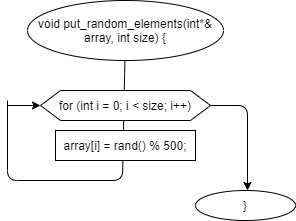 void put_random_elements(int*&
array, int size) {
for (int i = 0; i < size; i++)
array[i] = rand() % 500;
}